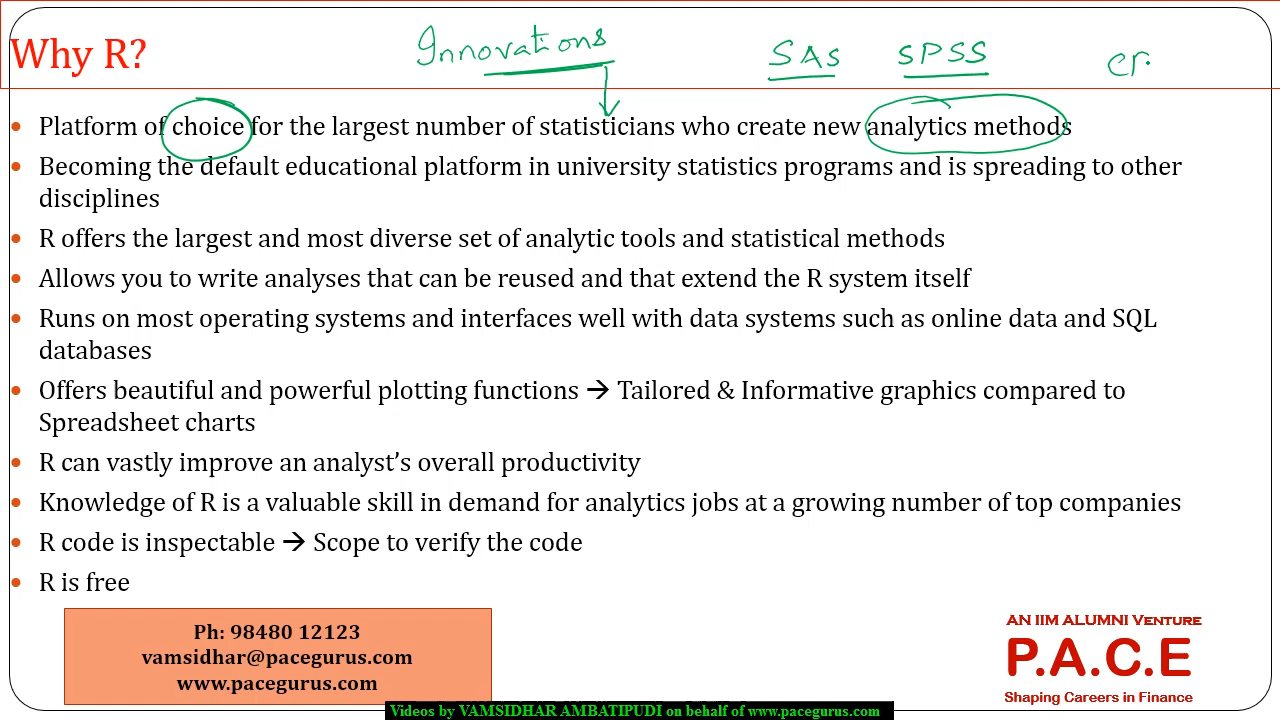 Why R?
Innovations
SAS
SPSS
• Platform of choice for the largest number of statisticians who create new analytics methods
• Becoming the default educational platform in university statistics programs and is spreading to other
disciplines
• R offers the largest and most diverse set of analytic tools and statistical methods
• Allows you to write analyses that can be reused and that extend the R system itself
• Runs on most operating systems and interfaces well with data systems such as online data and SQL
databases
• Offers beautiful and powerful plotting functions → Tailored & Informative graphics compared to
Spreadsheet charts
• R can vastly improve an analyst’s overall productivity
• Knowledge of R is a valuable skill in demand for analytics jobs at a growing number of top companies
• R code is inspectable → Scope to verify the code
• R is free
Ph: 98480 12123
vamsidhar@pacegurus.com
www.pacegurus.com
AN IIM ALUMNI VENTURE
P.A.C.E
Shaping Careers in Finance
Videos by VAMSIDHAR AMBATIPUDI on behalf of www.pacegurus.com